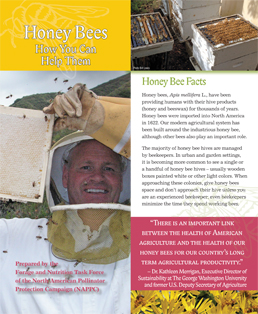 Honey Bees
How You Can
Help Them
Prepared by the
Forage and Nutrition Task Force
of the North American Pollinator
Protection Campaign (NAPPC)
Honey Bee Facts
Honey bees, Apis mellifera L., have been
providing humans with their hive products
(honey and beeswax) for thousands of years.
Honey bees were imported into North America
in 1622. Our modern agricultural system has
been built around the industrious honey bee,
although other bees also play an important role.
The majority of honey bee hives are managed
by beekeepers. In urban and garden settings,
it is becoming more common to see a single or
a handful of honey bee hives – usually wooden
boxes painted white or other light colors. When
approaching these colonies, give honey bees
space and don't approach their hive unless you
are an experienced beekeeper, even beekeepers
minimize the time they spend working hives.
"There is an important link
between the health of American
agriculture and the health of our
honey bees for our country's long
term agricultural productivity."
– Dr. Kathleen Merrigan, Executive Director of
Sustainability at The George Washington University
and former U.S. Deputy Secretary of Agriculture